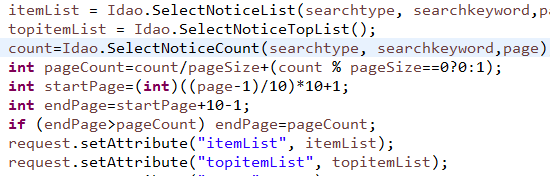 itemList = Idao.SelectNoticeList(searchtype, searchkeyword,
topitemList = Idao.SelectNoticeTopList();
count=Idao.SelectNoticeCount(searchtype, searchkeyword,page)
int pageCount=count/pageSize+(count % pageSize==0?0:1);
int startPage=(int)((page-1)/10)*10+1;
int endPage=startPage+10-1;
if (endPage>pageCount) endPage=pageCount;
request.setAttribute("itemList", itemList);
request.setAttribute("topitemList", topitemList);